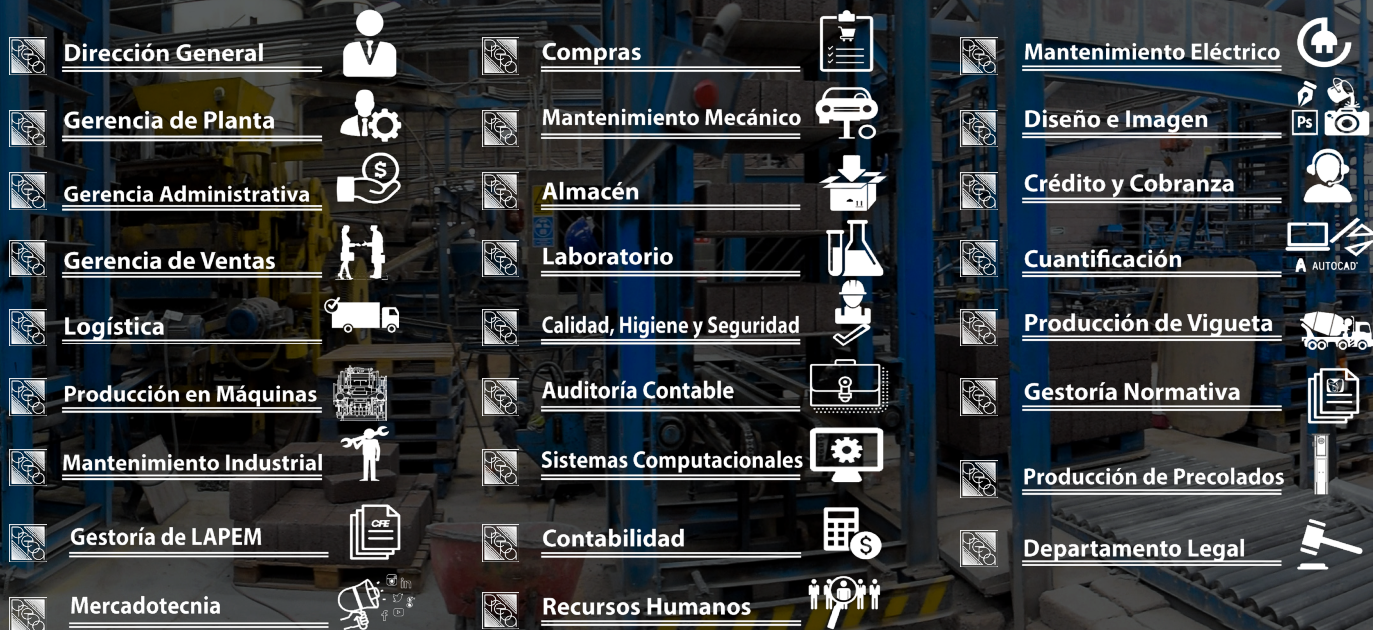 Dirección General
Gerencia de Planta
Gerencia Administrativa
Gerencia de Ventas
Logística
Producción en Máquinas
Mantenimiento Industrial
Gestoría de LAPEM
CFE
Mercadotecnia
in
f
Compras
Mantenimiento Mecánico
Almacén
Laboratorio
Calidad, Higiene y Seguridad
Auditoría Contable
Sistemas Computacionales
Contabilidad
$
Recursos Humanos
Mantenimiento Eléctrico
Diseño e Imagen
Ps
Crédito y Cobranza
Cuantificación
A AUTOCAD
Producción de Vigueta
Gestoría Normativa
Producción de Precolados
Departamento Legal